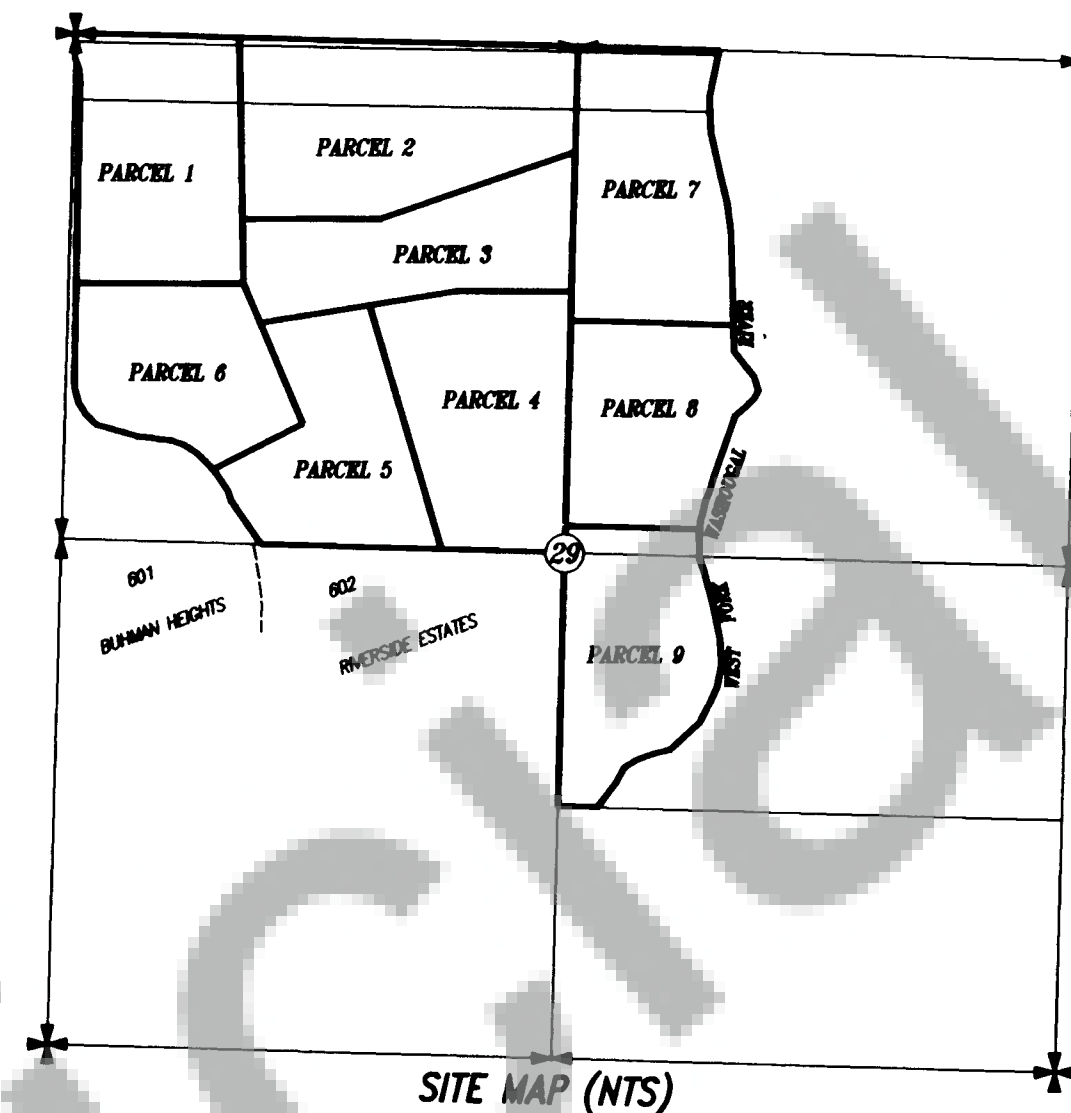 PARCEL 1
PARCEL 2
PARCEL 7
PARCEL 3
RIVER
PARCEL 6
PARCEL 4
PARCEL 8
PARCEL 5
WASHOUGAL
29
601
602
FORK
BUHMAN HEIGHTS
RIVERSIDE ESTATES
PARCEL 9
WEST
SITE MAP (NTS)